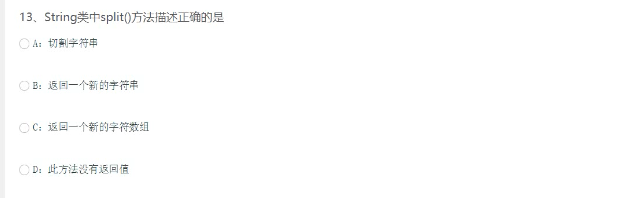 13、String类中split()方法描述正确的是
A：切割字符串
B：返回一个新的字符串
C：返回一个新的字符数组
D：此方法没有返回值